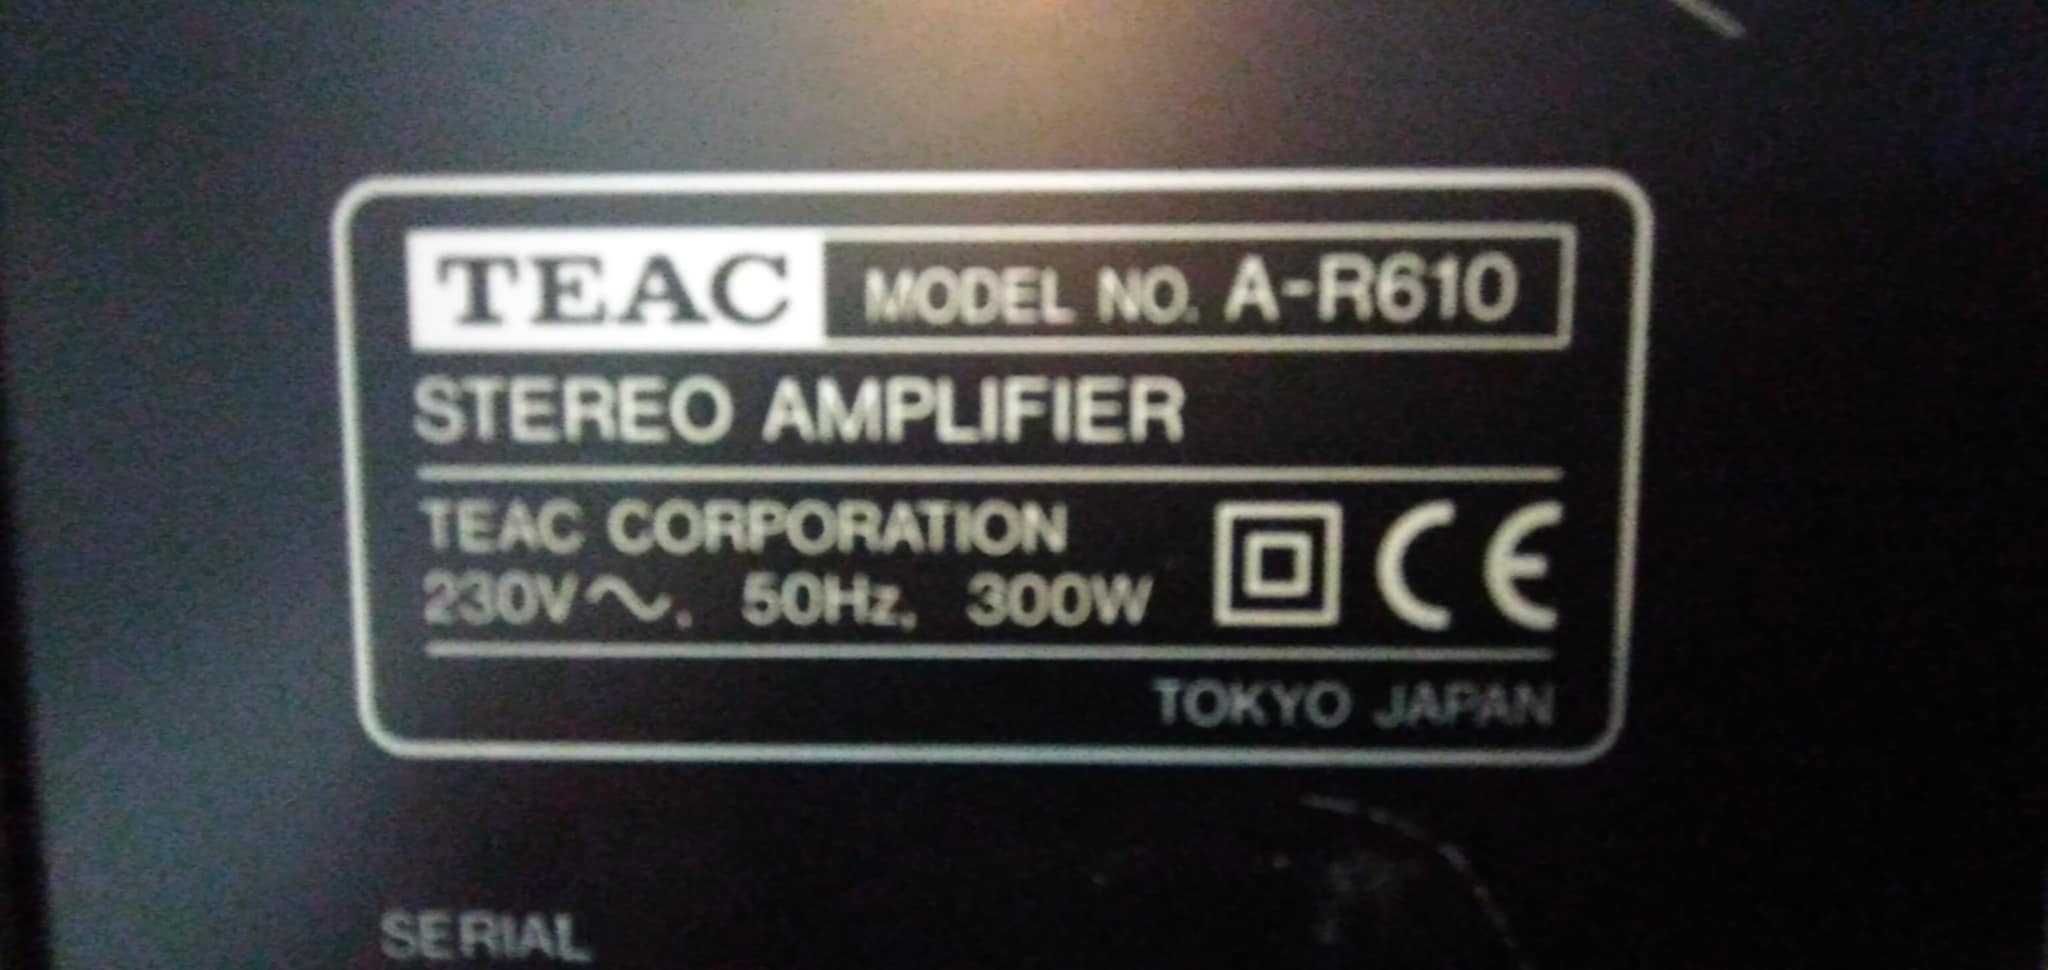 TEAC MODEL NO. A-R610
STEREO AMPLIFIER
TEAC CORPORATION
230V~, 50Hz, 300W CE
TOKYO JAPAN
SERIAL